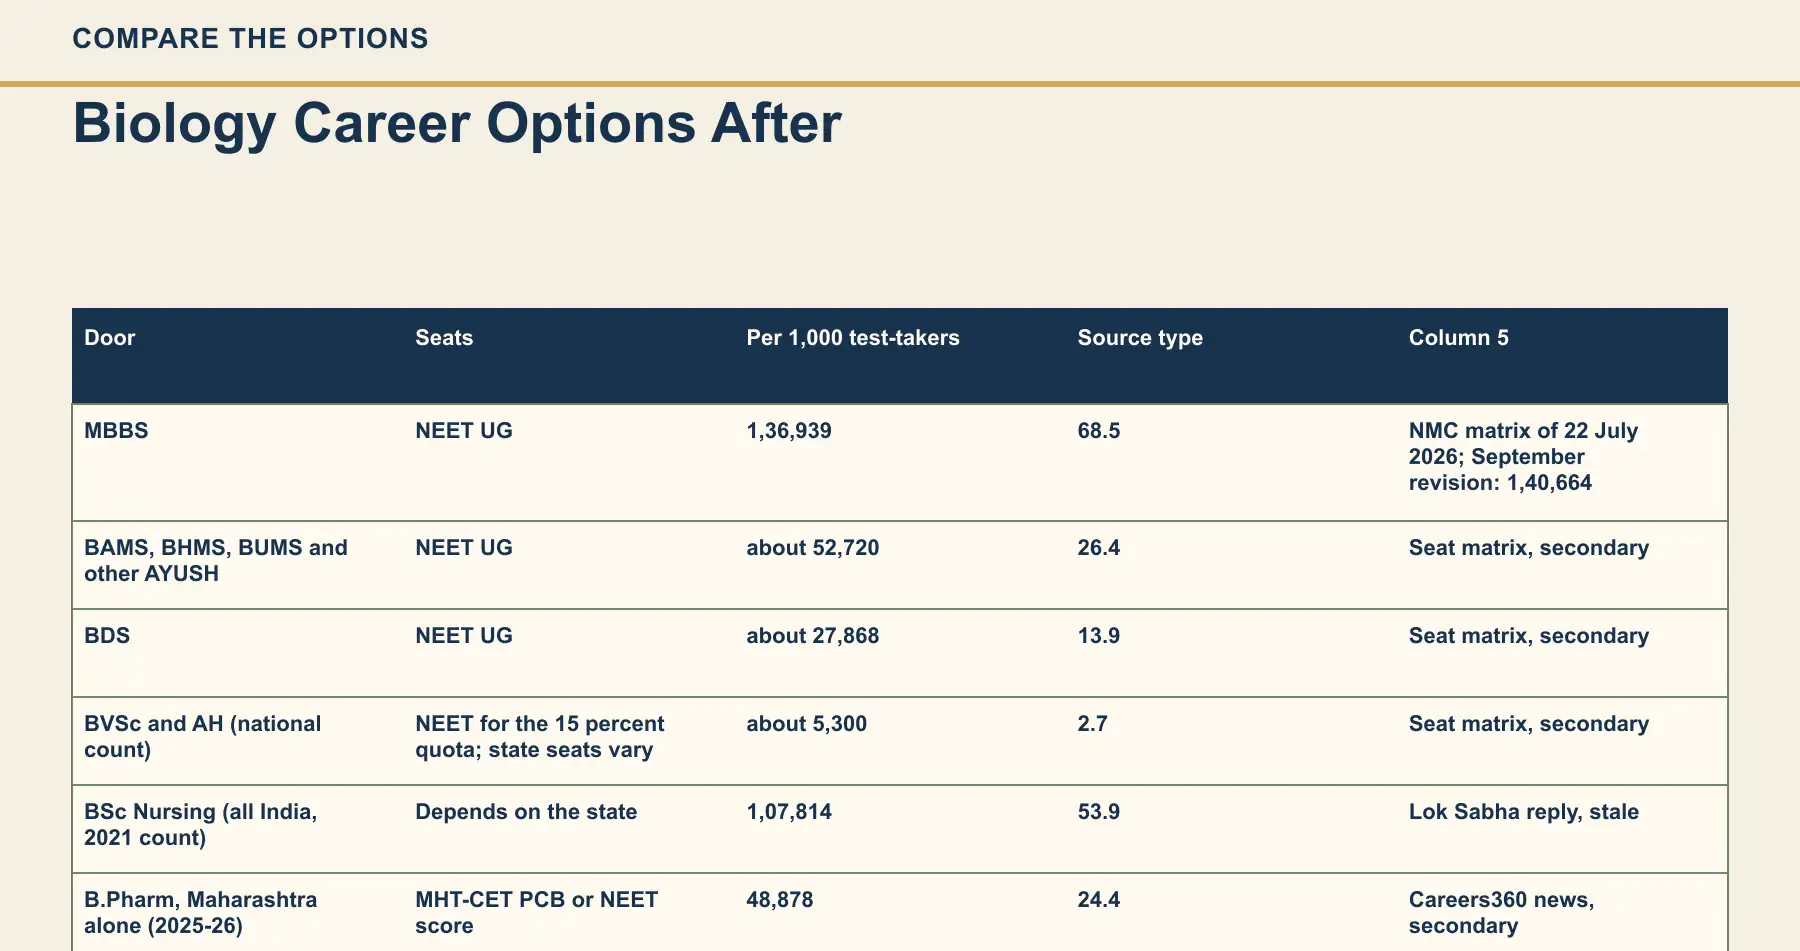 COMPARE THE OPTIONS
Biology Career Options After
Door Seats Per 1,000 test-takers Source type Column 5
MBBS NEET UG 1,36,939 68.5 NMC matrix of 22 July
2026; September
revision: 1,40,664
BAMS, BHMS, BUMS and NEET UG about 52,720 26.4 Seat matrix, secondary
other AYUSH
BDS NEET UG about 27,868 13.9 Seat matrix, secondary
BVSc and AH (national NEET for the 15 percent about 5,300 2.7 Seat matrix, secondary
count) quota; state seats vary
BSc Nursing (all India, Depends on the state 1,07,814 53.9 Lok Sabha reply, stale
2021 count)
B.Pharm, Maharashtra MHT-CET PCB or NEET 48,878 24.4 Careers360 news,
alone (2025-26) score secondary